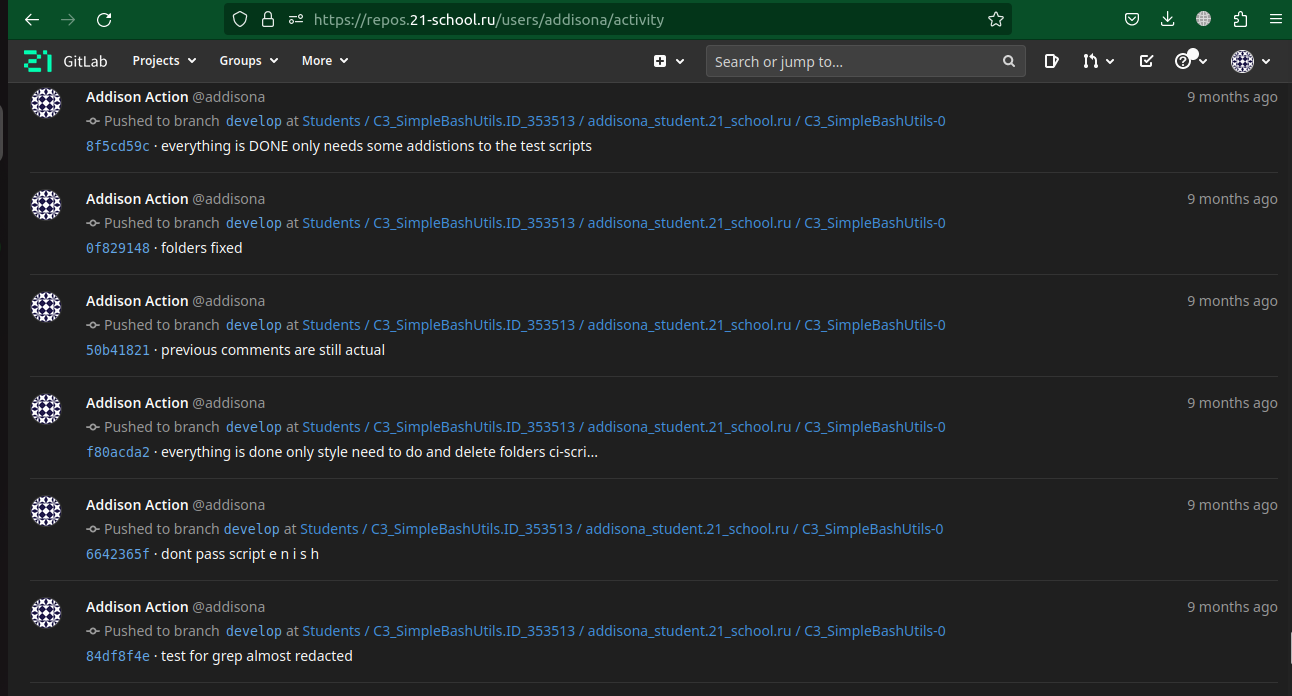 https://repos.21-school.ru/users/addisona/activity
21 GitLab Projects Groups More Search or jump to...
Addison Action @addisona 9 months ago
Pushed to branch develop at Students / C3_SimpleBashUtils.ID_353513 / addisona_student.21_school.ru / C3_SimpleBashUtils-0
8f5cd59c · everything is DONE only needs some addistions to the test scripts
Addison Action @addisona 9 months ago
Pushed to branch develop at Students / C3_SimpleBashUtils.ID_353513 / addisona_student.21_school.ru / C3_SimpleBashUtils-0
0f829148 · folders fixed
Addison Action @addisona 9 months ago
Pushed to branch develop at Students / C3_SimpleBashUtils.ID_353513 / addisona_student.21_school.ru / C3_SimpleBashUtils-0
50b41821 · previous comments are still actual
Addison Action @addisona 9 months ago
Pushed to branch develop at Students / C3_SimpleBashUtils.ID_353513 / addisona_student.21_school.ru / C3_SimpleBashUtils-0
f80acda2 · everything is done only style need to do and delete folders ci-scri...
Addison Action @addisona 9 months ago
Pushed to branch develop at Students / C3_SimpleBashUtils.ID_353513 / addisona_student.21_school.ru / C3_SimpleBashUtils-0
6642365f · dont pass script e n i s h
Addison Action @addisona 9 months ago
Pushed to branch develop at Students / C3_SimpleBashUtils.ID_353513 / addisona_student.21_school.ru / C3_SimpleBashUtils-0
84df8f4e · test for grep almost redacted